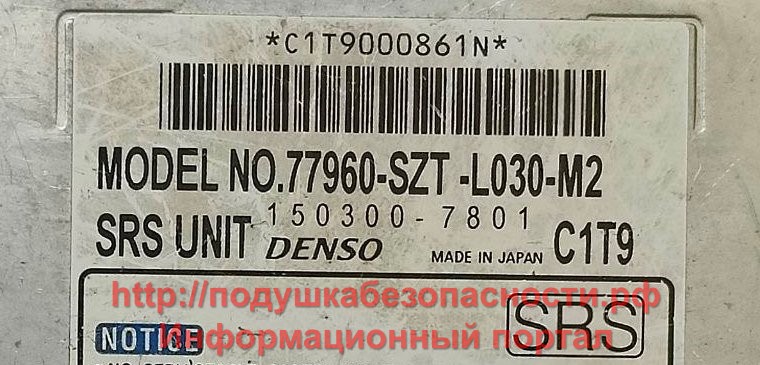 *C1T9000861N*
MODEL NO.77960-SZT -L030-M2
SRS UNIT 150300-7801 DENSO MADE IN JAPAN C1T9
http://подушкабезопасности.рф
NOTICE SRS
Информационный портал